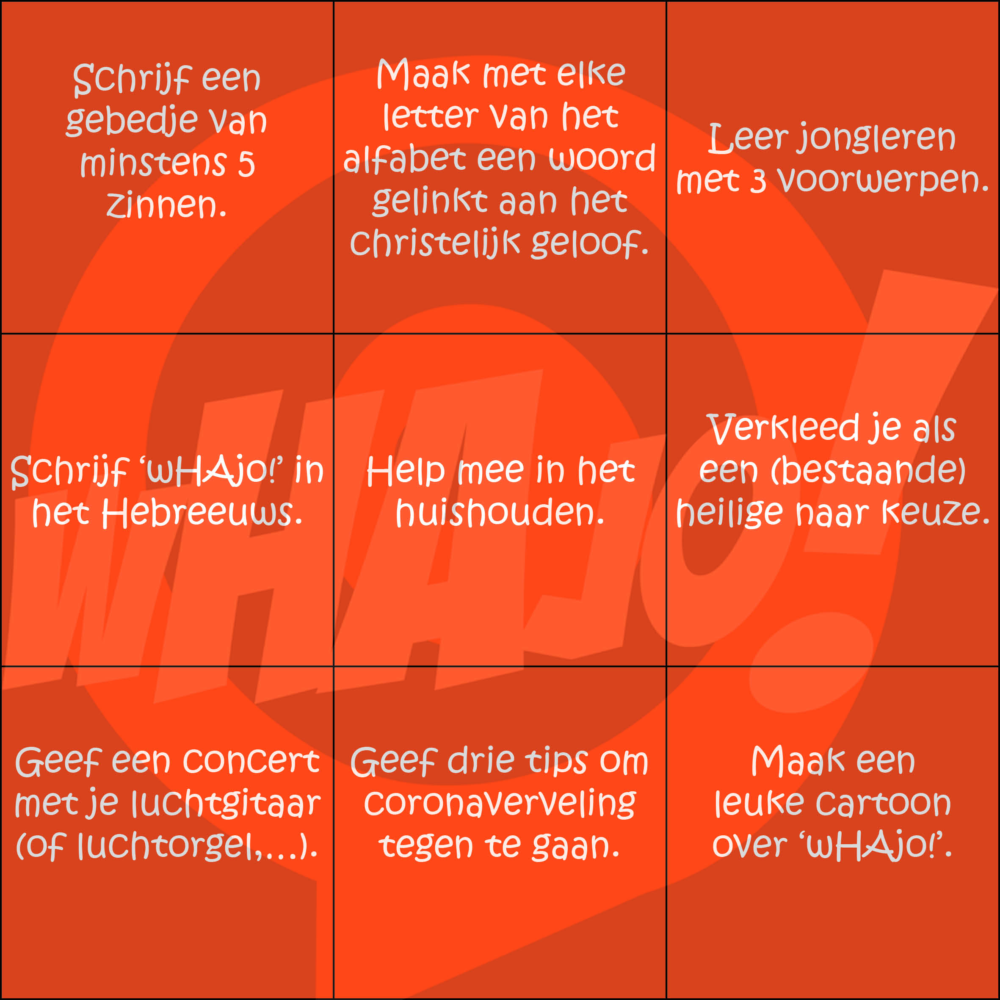 Schrijf een
gebedje van
minstens 5
zinnen.
Maak met elke
letter van het
alfabet een woord
gelinkt aan het
christelijk geloof.
Leer jongleren
met 3 voorwerpen.
Schrijf ‘wHAjo!’ in
het Hebreeuws.
Help mee in het
huishouden.
Verkleed je als
een (bestaande)
heilige naar keuze.
Geef een concert
met je luchtgitaar
(of luchtorgel,...).
Geef drie tips om
coronaverveling
tegen te gaan.
Maak een
leuke cartoon
over ‘wHAjo!’.
WHAJO!